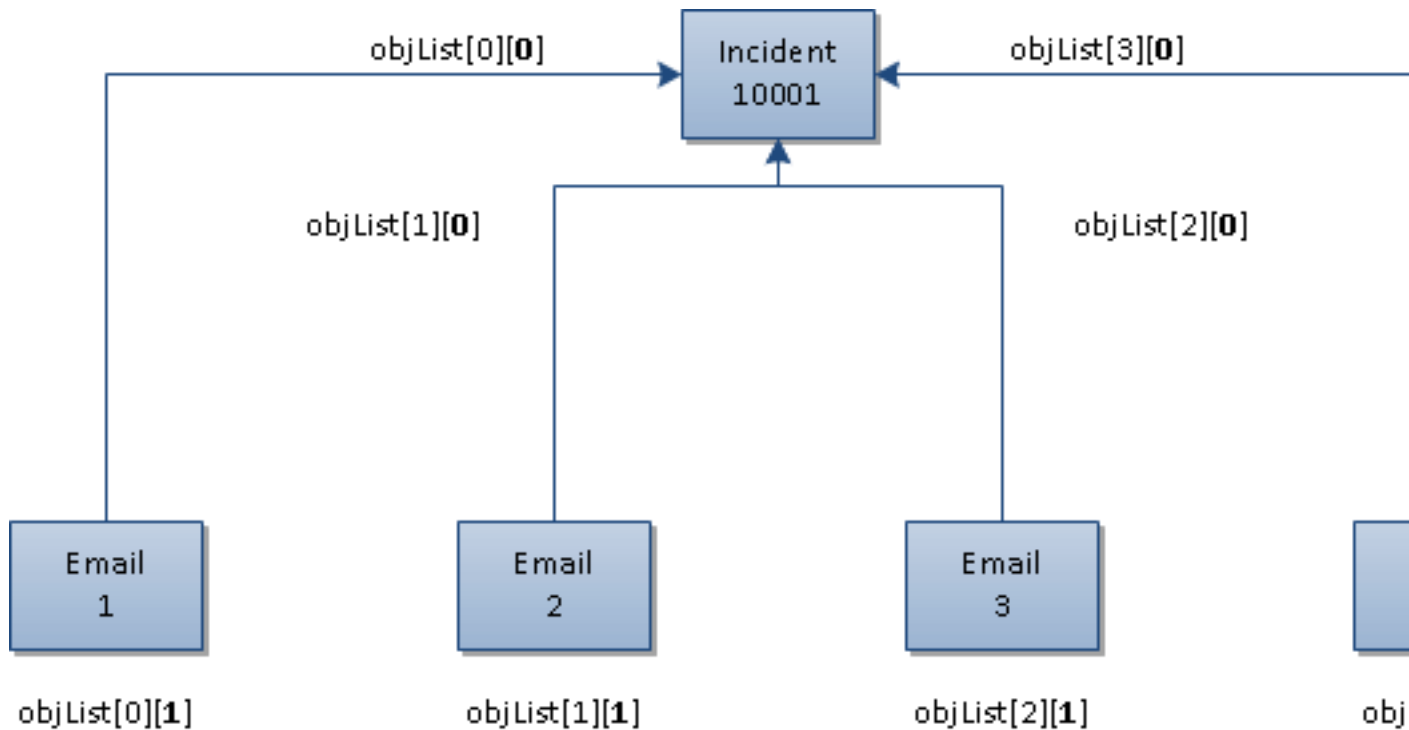 objList[0][0]
Incident
10001
objList[3][0]
objList[1][0]
objList[2][0]
Email
1
Email
2
Email
3
objList[0][1]
objList[1][1]
objList[2][1]
obj